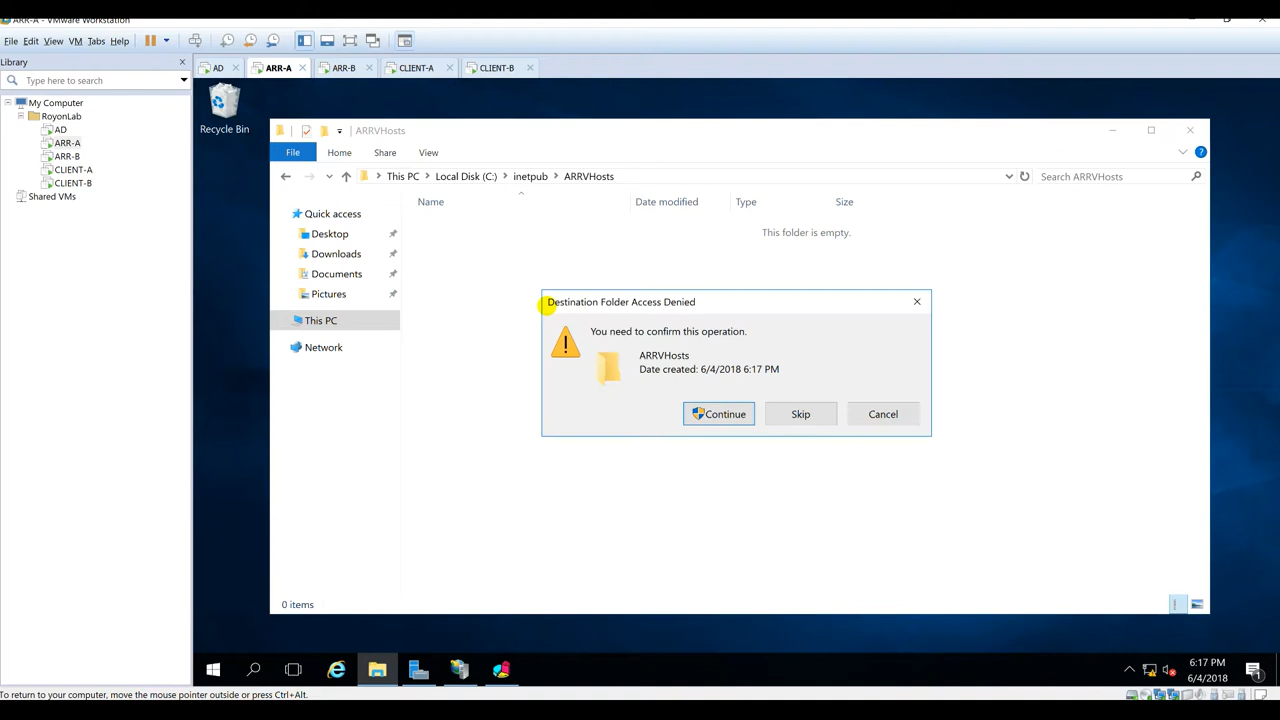 ARR-A - VMware Workstation
File Edit View VM Tabs Help
Library
Type here to search
My Computer
RoyonLab
AD
ARR-A
ARR-B
CLIENT-A
CLIENT-B
Shared VMs
AD ARR-A ARR-B CLIENT-A CLIENT-B
Recycle Bin
ARRVHosts
File Home Share View
This PC Local Disk (C:) inetpub ARRVHosts
Search ARRVHosts
Quick access
Desktop
Downloads
Documents
Pictures
This PC
Network
Name Date modified Type Size
This folder is empty.
Destination Folder Access Denied
You need to confirm this operation.
ARRVHosts
Date created: 6/4/2018 6:17 PM
Continue Skip Cancel
0 items
6:17 PM
6/4/2018
1
To return to your computer, move the mouse pointer outside or press Ctrl+Alt.